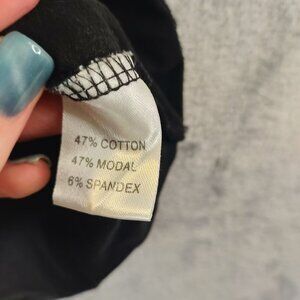 47% COTTON
47% MODAL
6% SPANDEX